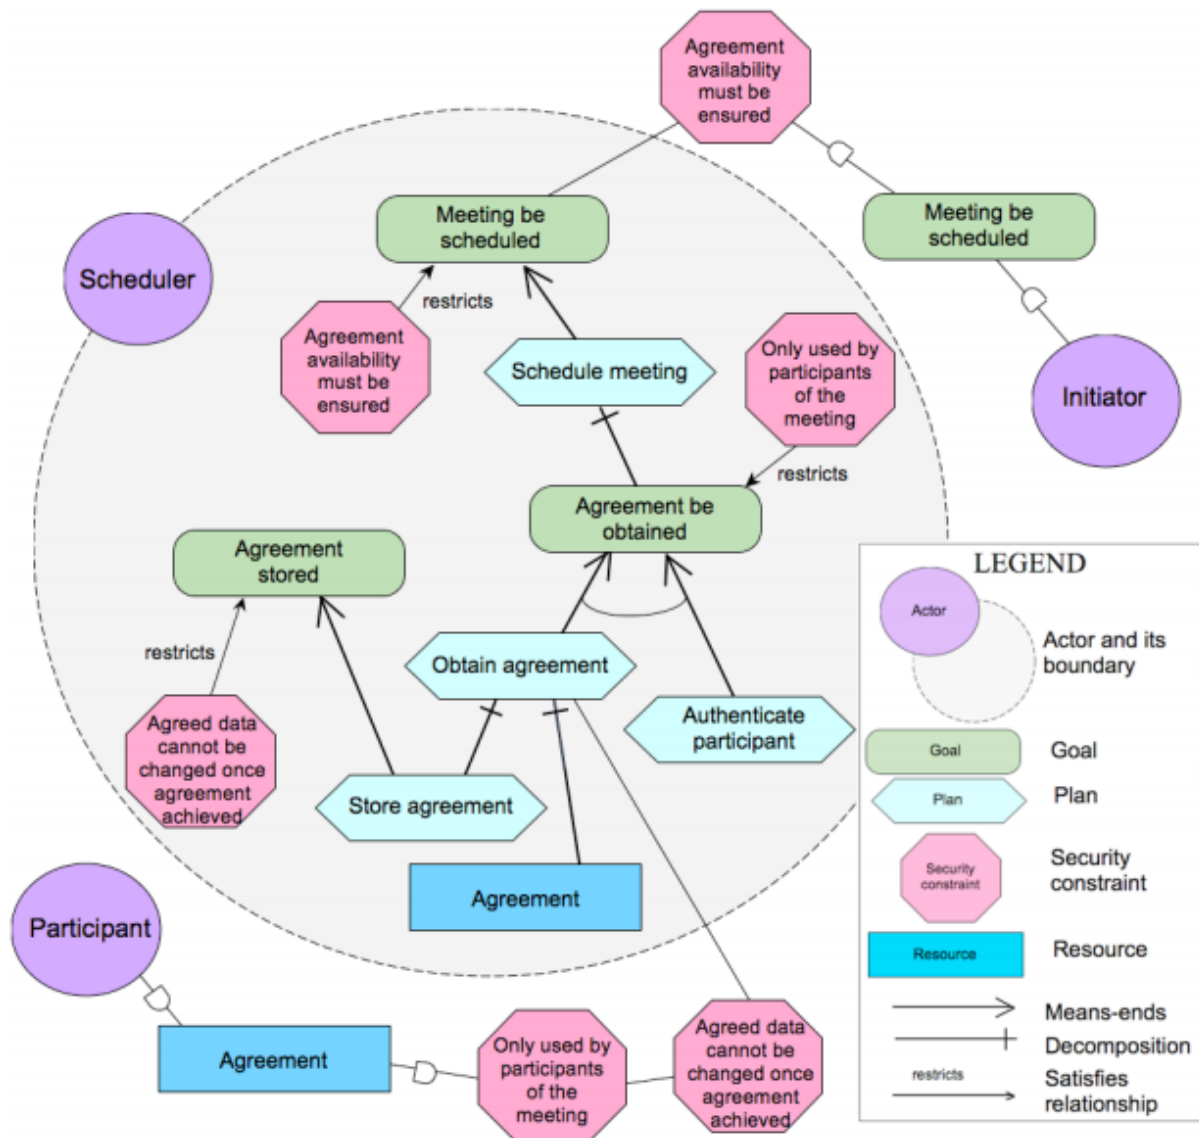 Agreement
availability
must be
ensured
Meeting be
scheduled
Meeting be
scheduled
Scheduler
restricts
Agreement
availability
must be
ensured
Schedule meeting
Only used by
participants
of the
meeting
Initiator
restricts
Agreement be
obtained
Agreement
stored
restricts
Obtain agreement
Authenticate
participant
Agreed data
cannot be
changed once
agreement
achieved
Store agreement
Agreement
Participant
Agreement
Only used by
participants
of the
meeting
Agreed data
cannot be
changed once
agreement
achieved
LEGEND
Actor
Actor and its
boundary
Goal
Goal
Plan
Plan
Security
constraint
Security
constraint
Resource
Resource
Means-ends
Decomposition
restricts
Satisfies
relationship